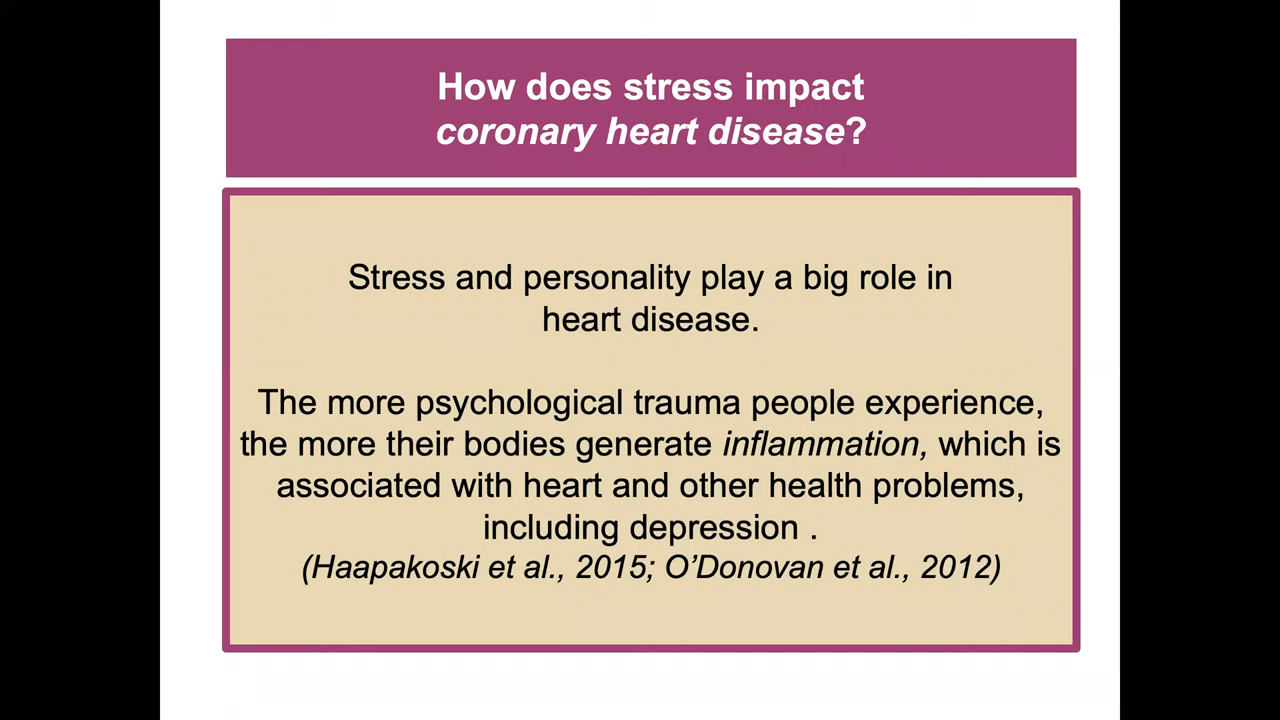 How does stress impact
coronary heart disease?
Stress and personality play a big role in
heart disease.
The more psychological trauma people experience,
the more their bodies generate inflammation, which is
associated with heart and other health problems,
including depression .
(Haapakoski et al., 2015; O’Donovan et al., 2012)